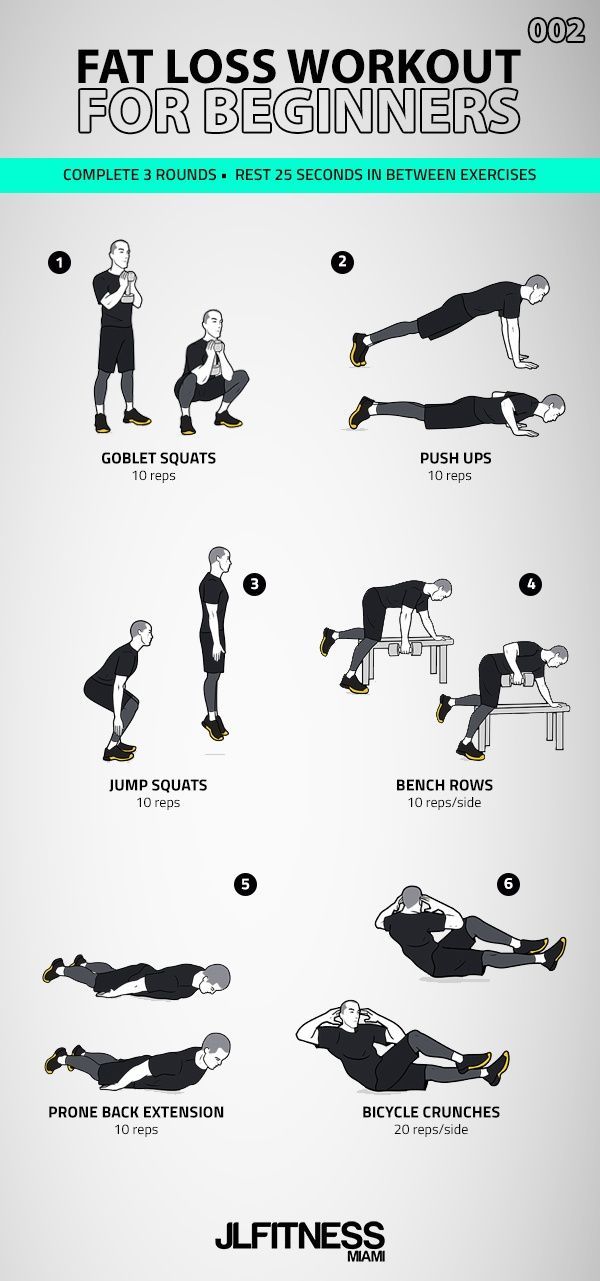 002
FAT LOSS WORKOUT
FOR BEGINNERS
COMPLETE 3 ROUNDS • REST 25 SECONDS IN BETWEEN EXERCISES
1
GOBLET SQUATS
10 reps
2
PUSH UPS
10 reps
3
JUMP SQUATS
10 reps
4
BENCH ROWS
10 reps/side
5
PRONE BACK EXTENSION
10 reps
6
BICYCLE CRUNCHES
20 reps/side
JLFITNESS
MIAMI